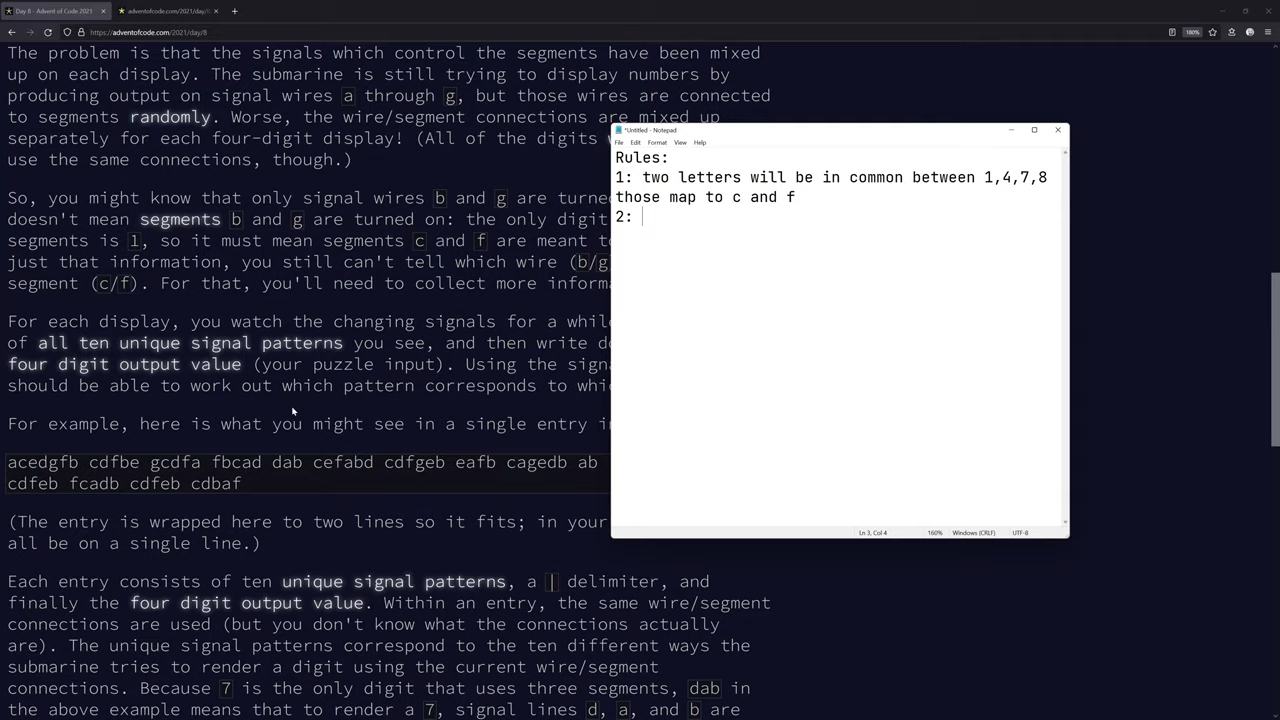 Day 8 - Advent of Code 2021
adventofcode.com/2021/day/
https://adventofcode.com/2021/day/8
180%
The problem is that the signals which control the segments have been mixed
up on each display. The submarine is still trying to display numbers by
producing output on signal wires a through g, but those wires are connected
to segments randomly. Worse, the wire/segment connections are mixed up
separately for each four-digit display! (All of the digits
use the same connections, though.)
So, you might know that only signal wires b and g are turned
doesn't mean segments b and g are turned on: the only digit
segments is 1, so it must mean segments c and f are meant to
just that information, you still can't tell which wire (b/g)
segment (c/f). For that, you'll need to collect more inform
For each display, you watch the changing signals for a while
of all ten unique signal patterns you see, and then write do
four digit output value (your puzzle input). Using the sign
should be able to work out which pattern corresponds to whic
For example, here is what you might see in a single entry in
acedgfb cdfbe gcdfa fbcad dab cefabd cdfgeb eafb cagedb ab
cdfeb fcadb cdfeb cdbaf
(The entry is wrapped here to two lines so it fits; in your
all be on a single line.)
Each entry consists of ten unique signal patterns, a | delimiter, and
finally the four digit output value. Within an entry, the same wire/segment
connections are used (but you don't know what the connections actually
are). The unique signal patterns correspond to the ten different ways the
submarine tries to render a digit using the current wire/segment
connections. Because 7 is the only digit that uses three segments, dab in
the above example means that to render a 7, signal lines d, a, and b are
*Untitled - Notepad
File Edit Format View Help
Rules:
1: two letters will be in common between 1,4,7,8
those map to c and f
2:
Ln 3, Col 4 160% Windows (CRLF) UTF-8